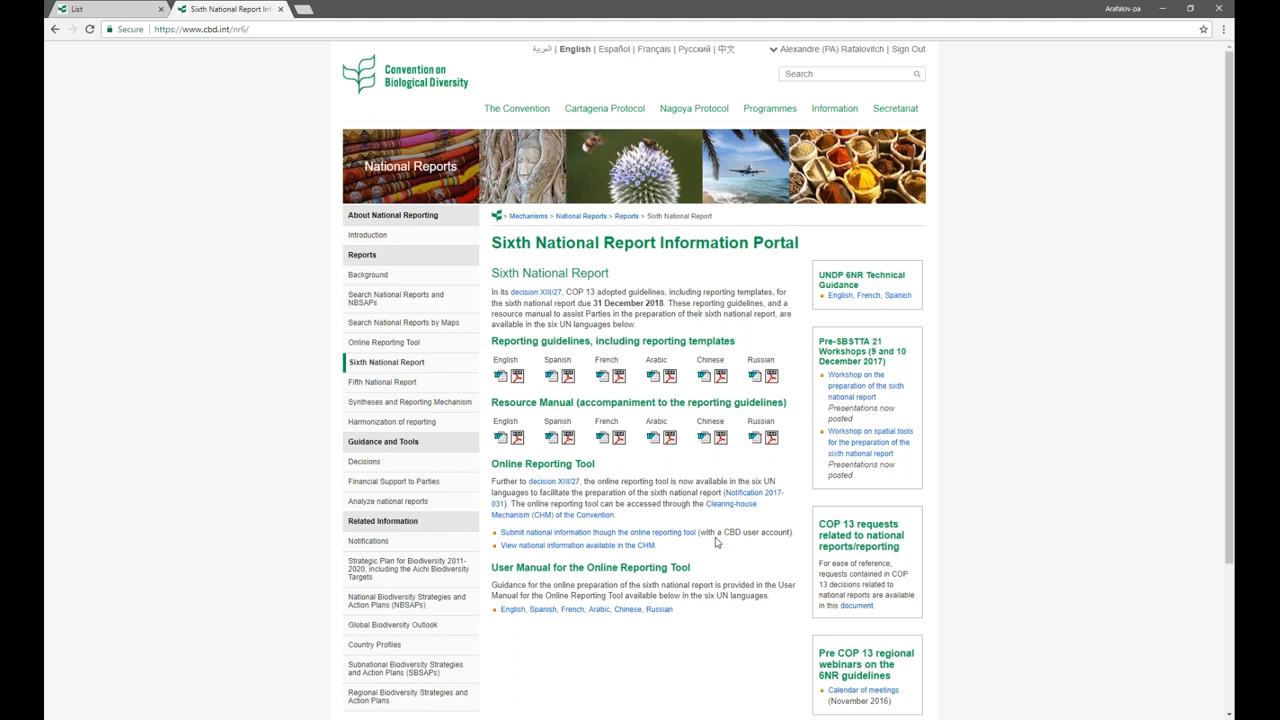 List
Sixth National Report Inf
Arafalov-pa
Secure
https://www.cbd.int/nr6/
العربية | English | Español | Français | Русский | 中文
Alexandre (PA) Rafalovitch | Sign Out
Convention on
Biological Diversity
Search
The Convention
Cartagena Protocol
Nagoya Protocol
Programmes
Information
Secretariat
National Reports
About National Reporting
Introduction
Reports
Background
Search National Reports and
NBSAPs
Search National Reports by Maps
Online Reporting Tool
Sixth National Report
Fifth National Report
Syntheses and Reporting Mechanism
Harmonization of reporting
Guidance and Tools
Decisions
Financial Support to Parties
Analyze national reports
Related Information
Notifications
Strategic Plan for Biodiversity 2011-
2020, including the Aichi Biodiversity
Targets
National Biodiversity Strategies and
Action Plans (NBSAPs)
Global Biodiversity Outlook
Country Profiles
Subnational Biodiversity Strategies
and Action Plans (SBSAPs)
Regional Biodiversity Strategies and
Action Plans
> Mechanisms > National Reports > Reports > Sixth National Report
Sixth National Report Information Portal
Sixth National Report
In its decision XIII/27, COP 13 adopted guidelines, including reporting templates, for
the sixth national report due 31 December 2018. These reporting guidelines, and a
resource manual to assist Parties in the preparation of their sixth national report, are
available in the six UN languages below.
Reporting guidelines, including reporting templates
English Spanish French Arabic Chinese Russian
Resource Manual (accompaniment to the reporting guidelines)
English Spanish French Arabic Chinese Russian
Online Reporting Tool
Further to decision XIII/27, the online reporting tool is now available in the six UN
languages to facilitate the preparation of the sixth national report (Notification 2017-
031). The online reporting tool can be accessed through the Clearing-house
Mechanism (CHM) of the Convention.
Submit national information though the online reporting tool (with a CBD user account).
View national information available in the CHM.
User Manual for the Online Reporting Tool
Guidance for the online preparation of the sixth national report is provided in the User
Manual for the Online Reporting Tool available below in the six UN languages.
English, Spanish, French, Arabic, Chinese, Russian
UNDP 6NR Technical
Guidance
English, French, Spanish
Pre-SBSTTA 21
Workshops (9 and 10
December 2017)
Workshop on the
preparation of the sixth
national report
Presentations now
posted
Workshop on spatial tools
for the preparation of the
sixth national report
Presentations now
posted
COP 13 requests
related to national
reports/reporting
For ease of reference,
requests contained in COP
13 decisions related to
national reports are available
in this document.
Pre COP 13 regional
webinars on the
6NR guidelines
Calendar of meetings
(November 2016)